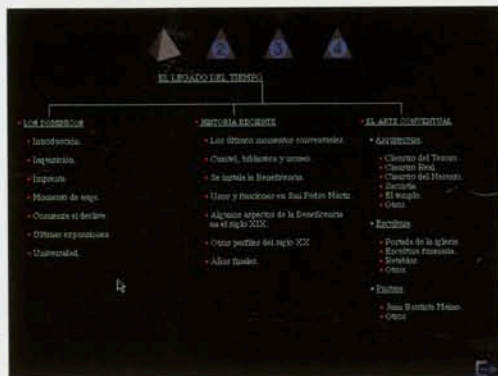 2 3 4
EL LEGADO DEL TIEMPO
LOS DOMINICOS
Introducción.
Inquisición.
Imprenta.
Momento de auge.
Comienza el declive.
Últimas expansiones.
Universidad.
HISTORIA RECIENTE
Los últimos momentos conventuales.
Cuartel, biblioteca y museo.
Se instala la Beneficencia.
Usos y funciones en San Pedro Mártir.
Algunos aspectos de la Beneficencia
en el siglo XIX.
Otros perfiles del siglo XX
Años finales.
EL ARTE CONVENTUAL
Arquitectura
Claustro del Tesoro.
Claustro Real.
Claustro del Naranjo.
Sacristía.
El templo.
Otros
Escultura
Portada de la iglesia.
Escultura funeraria.
Retablos.
Otros
Pintura
Juan Bautista Maino.
Otros